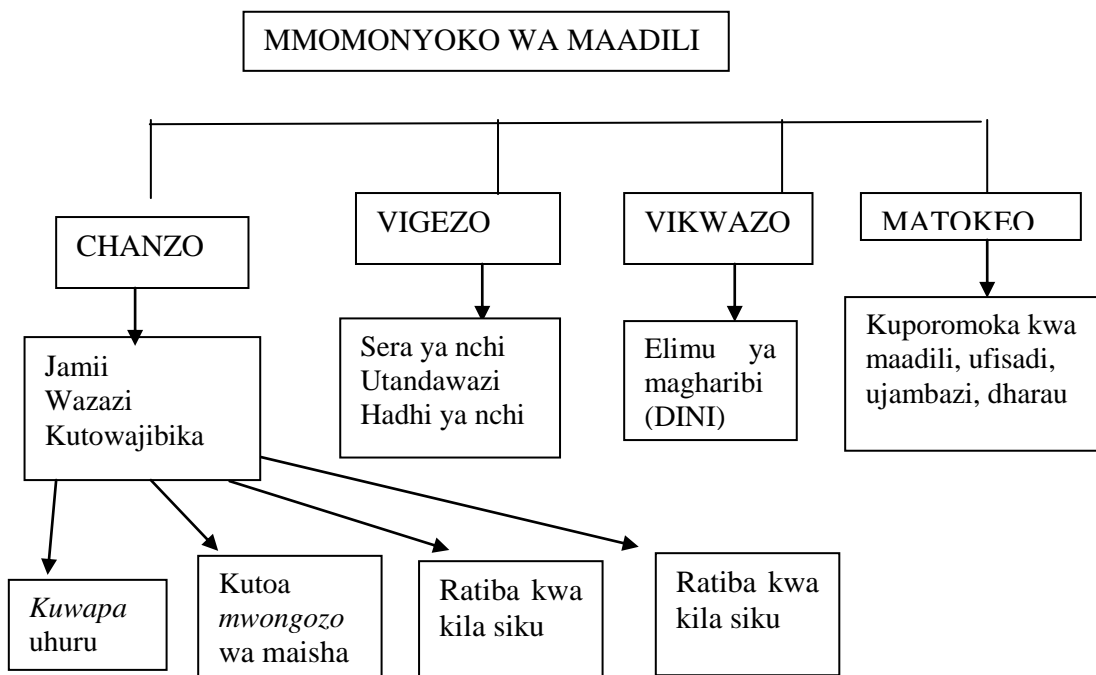 MMOMONYOKO WA MAADILI
CHANZO
VIGEZO
VIKWAZO
MATOKEO
Jamii
Wazazi
Kutowajibika
Sera ya nchi
Utandawazi
Hadhi ya nchi
Elimu ya
magharibi
(DINI)
Kuporomoka kwa
maadili, ufisadi,
ujambazi, dharau
Kuwapa
uhuru
Kutoa
mwongozo
wa maisha
Ratiba kwa
kila siku
Ratiba kwa
kila siku